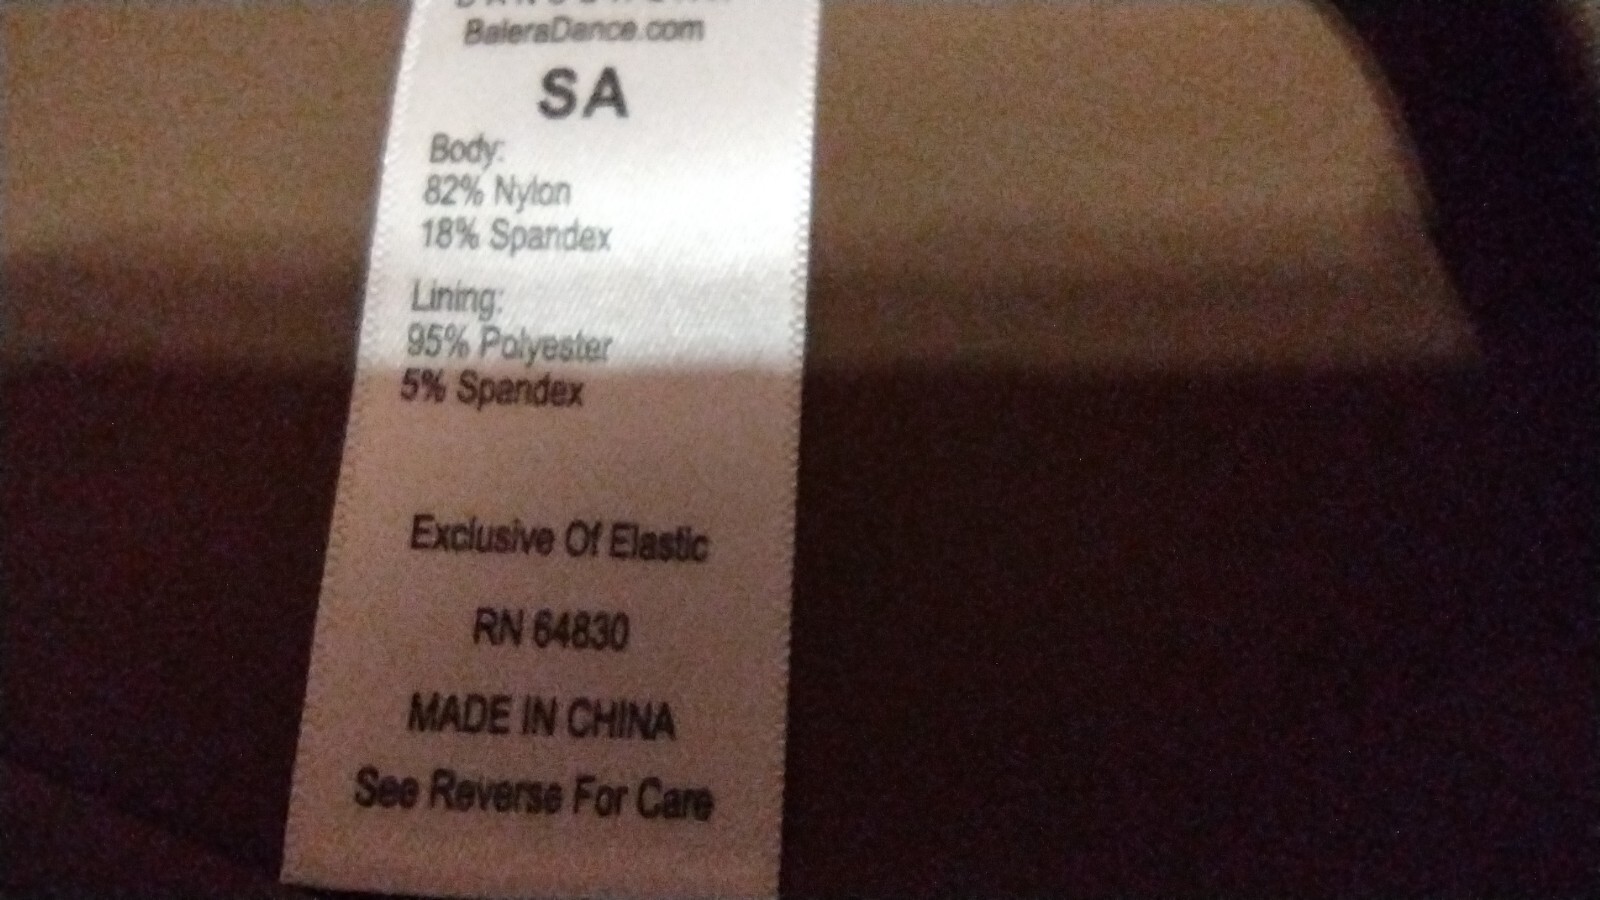 BaleraDance.com
SA
Body:
82% Nylon
18% Spandex
Lining:
95% Polyester
5% Spandex
Exclusive Of Elastic
RN 64830
MADE IN CHINA
See Reverse For Care